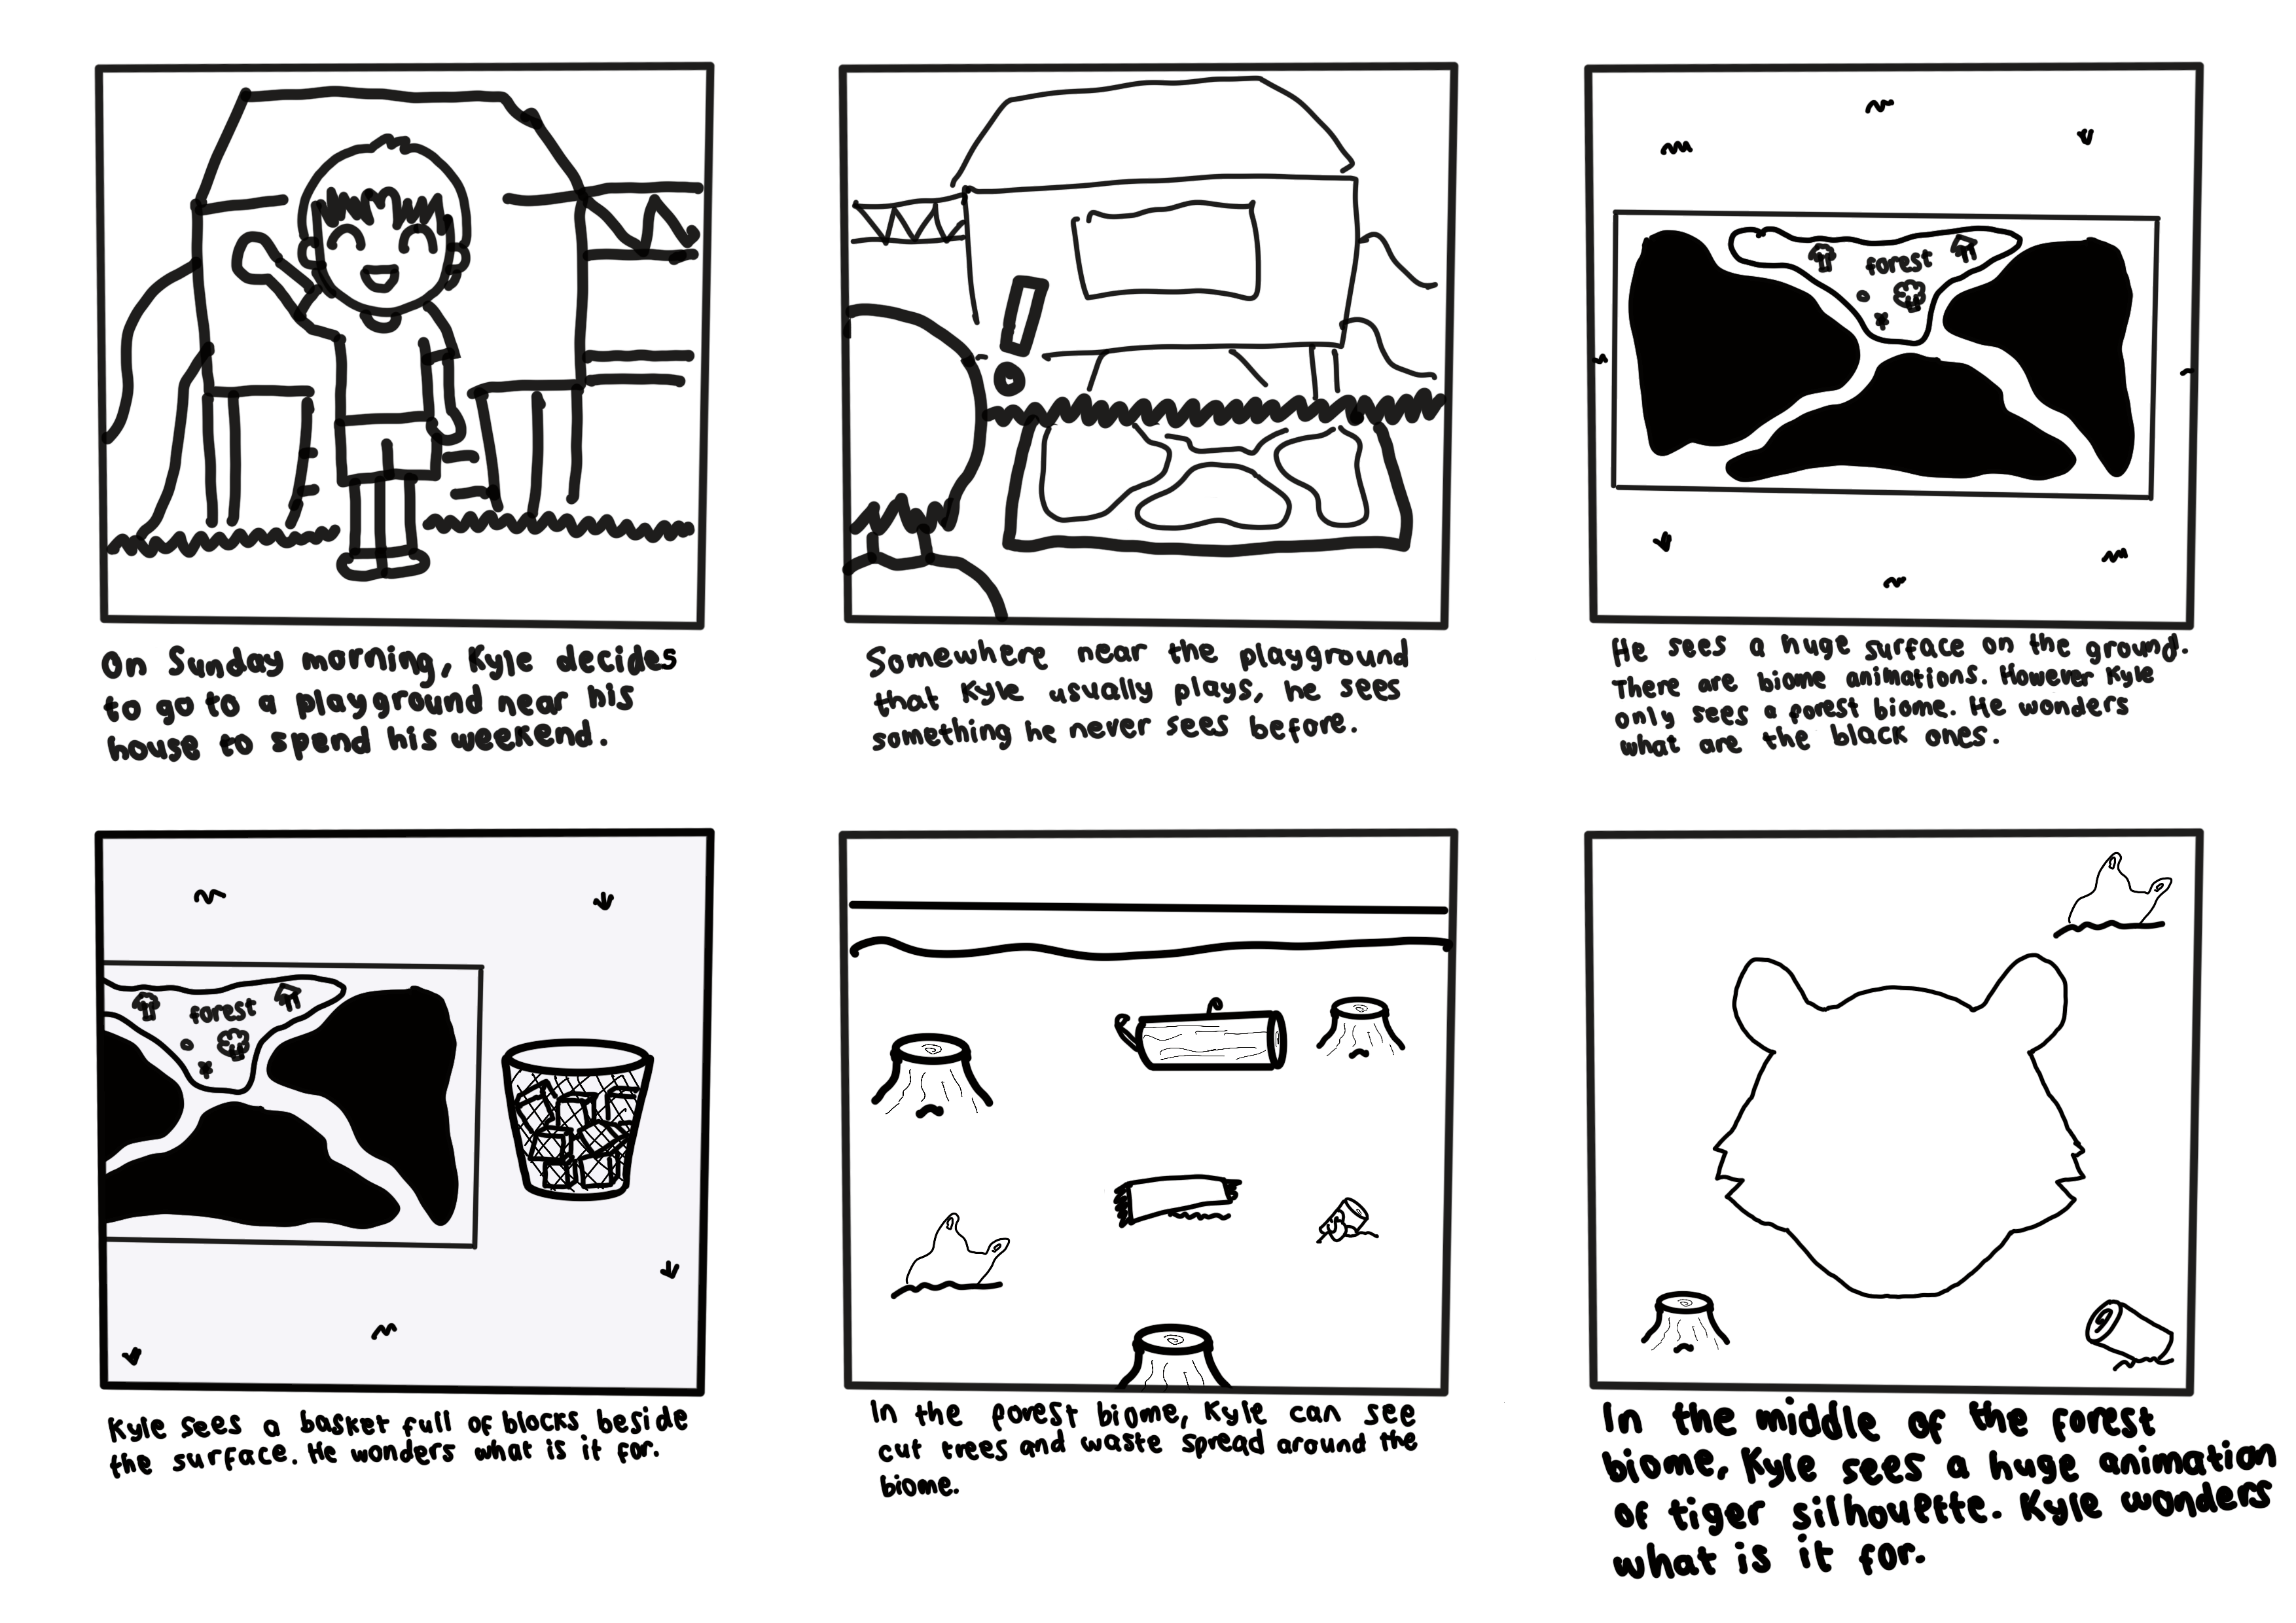 On Sunday morning, Kyle decides
to go to a playground near his
house to spend his weekend.
Somewhere near the playground
that Kyle usually plays, he sees
something he never sees before.
forest
He sees a huge surface on the ground.
There are biome animations. However Kyle
only sees a forest biome. He wonders
what are the black ones.
forest
Kyle sees a basket full of blocks beside
the surface. He wonders what is it for.
In the forest biome, Kyle can see
cut trees and waste spread around the
biome.
In the middle of the forest
biome, Kyle sees a huge animation
of tiger silhouette. Kyle wonders
what is it for.